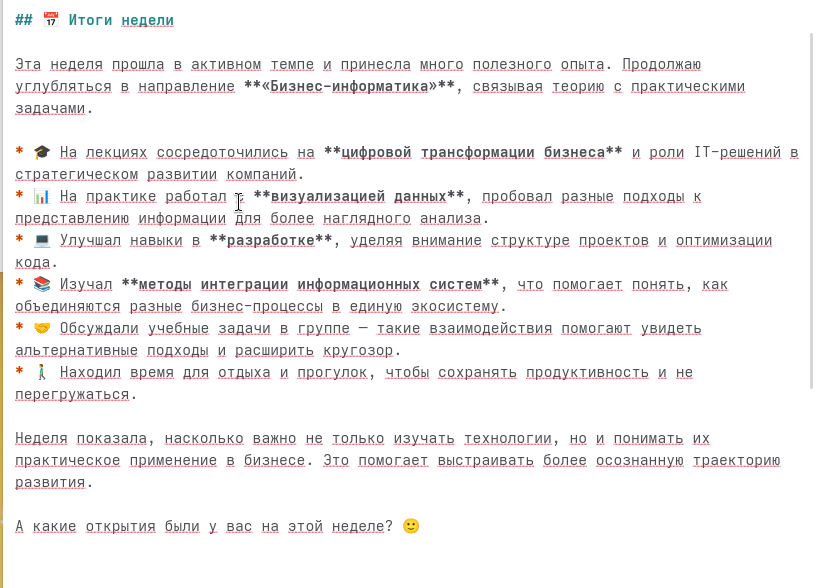 ## 📅 Итоги недели
Эта неделя прошла в активном темпе и принесла много полезного опыта. Продолжаю
углубляться в направление **«Бизнес-информатика»**, связывая теорию с практическими
задачами.
* 🎓 На лекциях сосредоточились на **цифровой трансформации бизнеса** и роли IT-решений в
стратегическом развитии компаний.
* 📊 На практике работал с **визуализацией данных**, пробовал разные подходы к
представлению информации для более наглядного анализа.
* 💻 Улучшал навыки в **разработке**, уделяя внимание структуре проектов и оптимизации
кода.
* 📚 Изучал **методы интеграции информационных систем**, что помогает понять, как
объединяются разные бизнес-процессы в единую экосистему.
* 🤝 Обсуждали учебные задачи в группе — такие взаимодействия помогают увидеть
альтернативные подходы и расширить кругозор.
* 🚶‍♂️ Находил время для отдыха и прогулок, чтобы сохранять продуктивность и не
перегружаться.
Неделя показала, насколько важно не только изучать технологии, но и понимать их
практическое применение в бизнесе. Это помогает выстраивать более осознанную траекторию
развития.
А какие открытия были у вас на этой неделе? 🙂